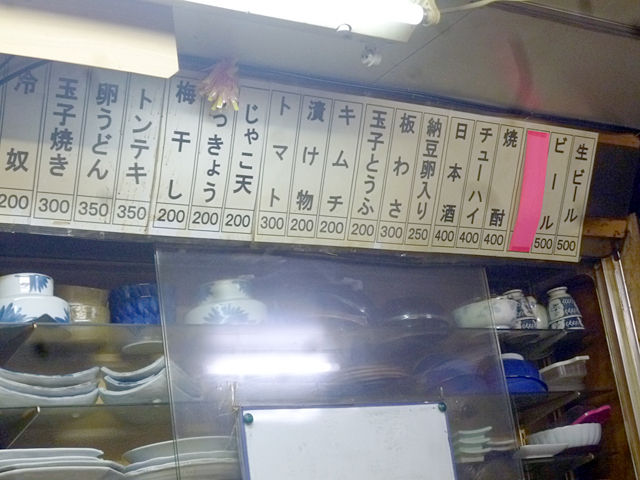 生ビール 500
ビール 500
焼酎 400
チューハイ 400
日本酒 400
納豆卵入り 250
板わさ 300
玉子とうふ 200
キムチ 200
漬け物 200
トマト 300
じゃこ天 200
っきょう 200
梅干し 200
トンテキ 350
卵うどん 350
玉子焼き 300
冷奴 200